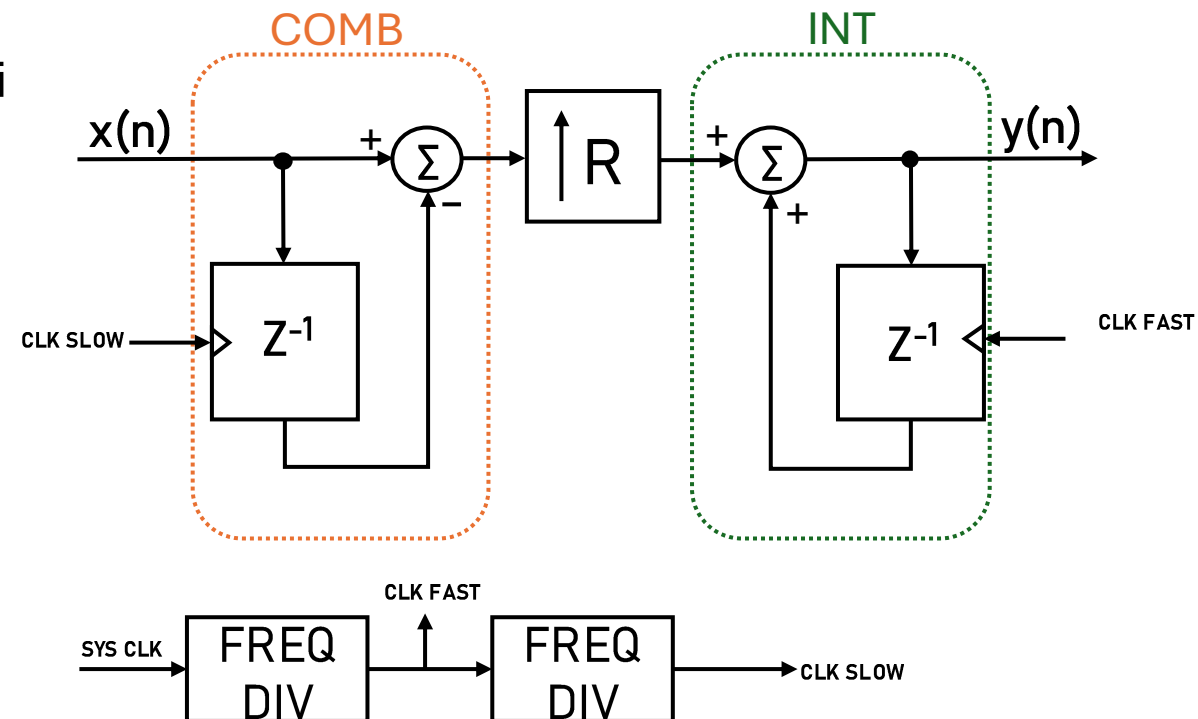 COMB
INT
i
x(n)
+
Σ
-
R
+
Σ
+
y(n)
CLK SLOW
Z⁻¹
Z⁻¹
CLK FAST
CLK FAST
SYS CLK
FREQ
DIV
FREQ
DIV
CLK SLOW